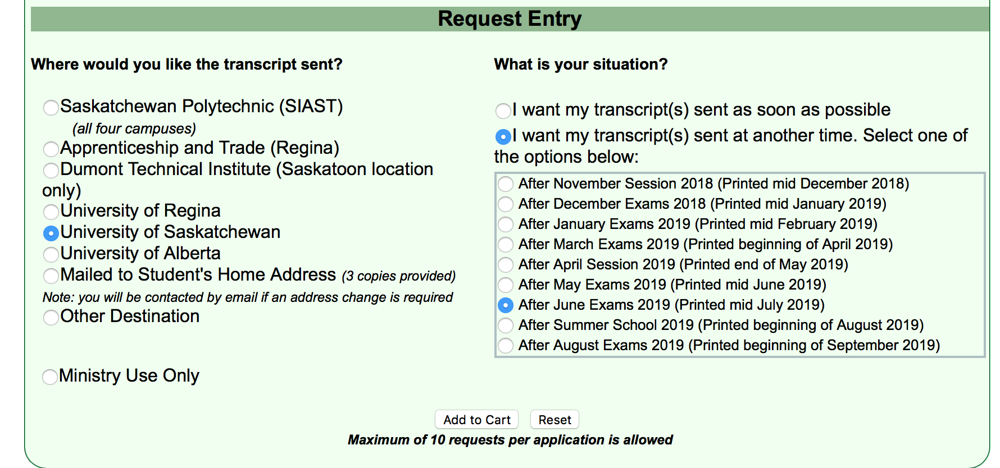 Request Entry
Where would you like the transcript sent?
Saskatchewan Polytechnic (SIAST)
(all four campuses)
Apprenticeship and Trade (Regina)
Dumont Technical Institute (Saskatoon location
only)
University of Regina
University of Saskatchewan
University of Alberta
Mailed to Student's Home Address (3 copies provided)
Note: you will be contacted by email if an address change is required
Other Destination
Ministry Use Only
What is your situation?
I want my transcript(s) sent as soon as possible
I want my transcript(s) sent at another time. Select one of
the options below:
After November Session 2018 (Printed mid December 2018)
After December Exams 2018 (Printed mid January 2019)
After January Exams 2019 (Printed mid February 2019)
After March Exams 2019 (Printed beginning of April 2019)
After April Session 2019 (Printed end of May 2019)
After May Exams 2019 (Printed mid June 2019)
After June Exams 2019 (Printed mid July 2019)
After Summer School 2019 (Printed beginning of August 2019)
After August Exams 2019 (Printed beginning of September 2019)
Add to Cart
Reset
Maximum of 10 requests per application is allowed